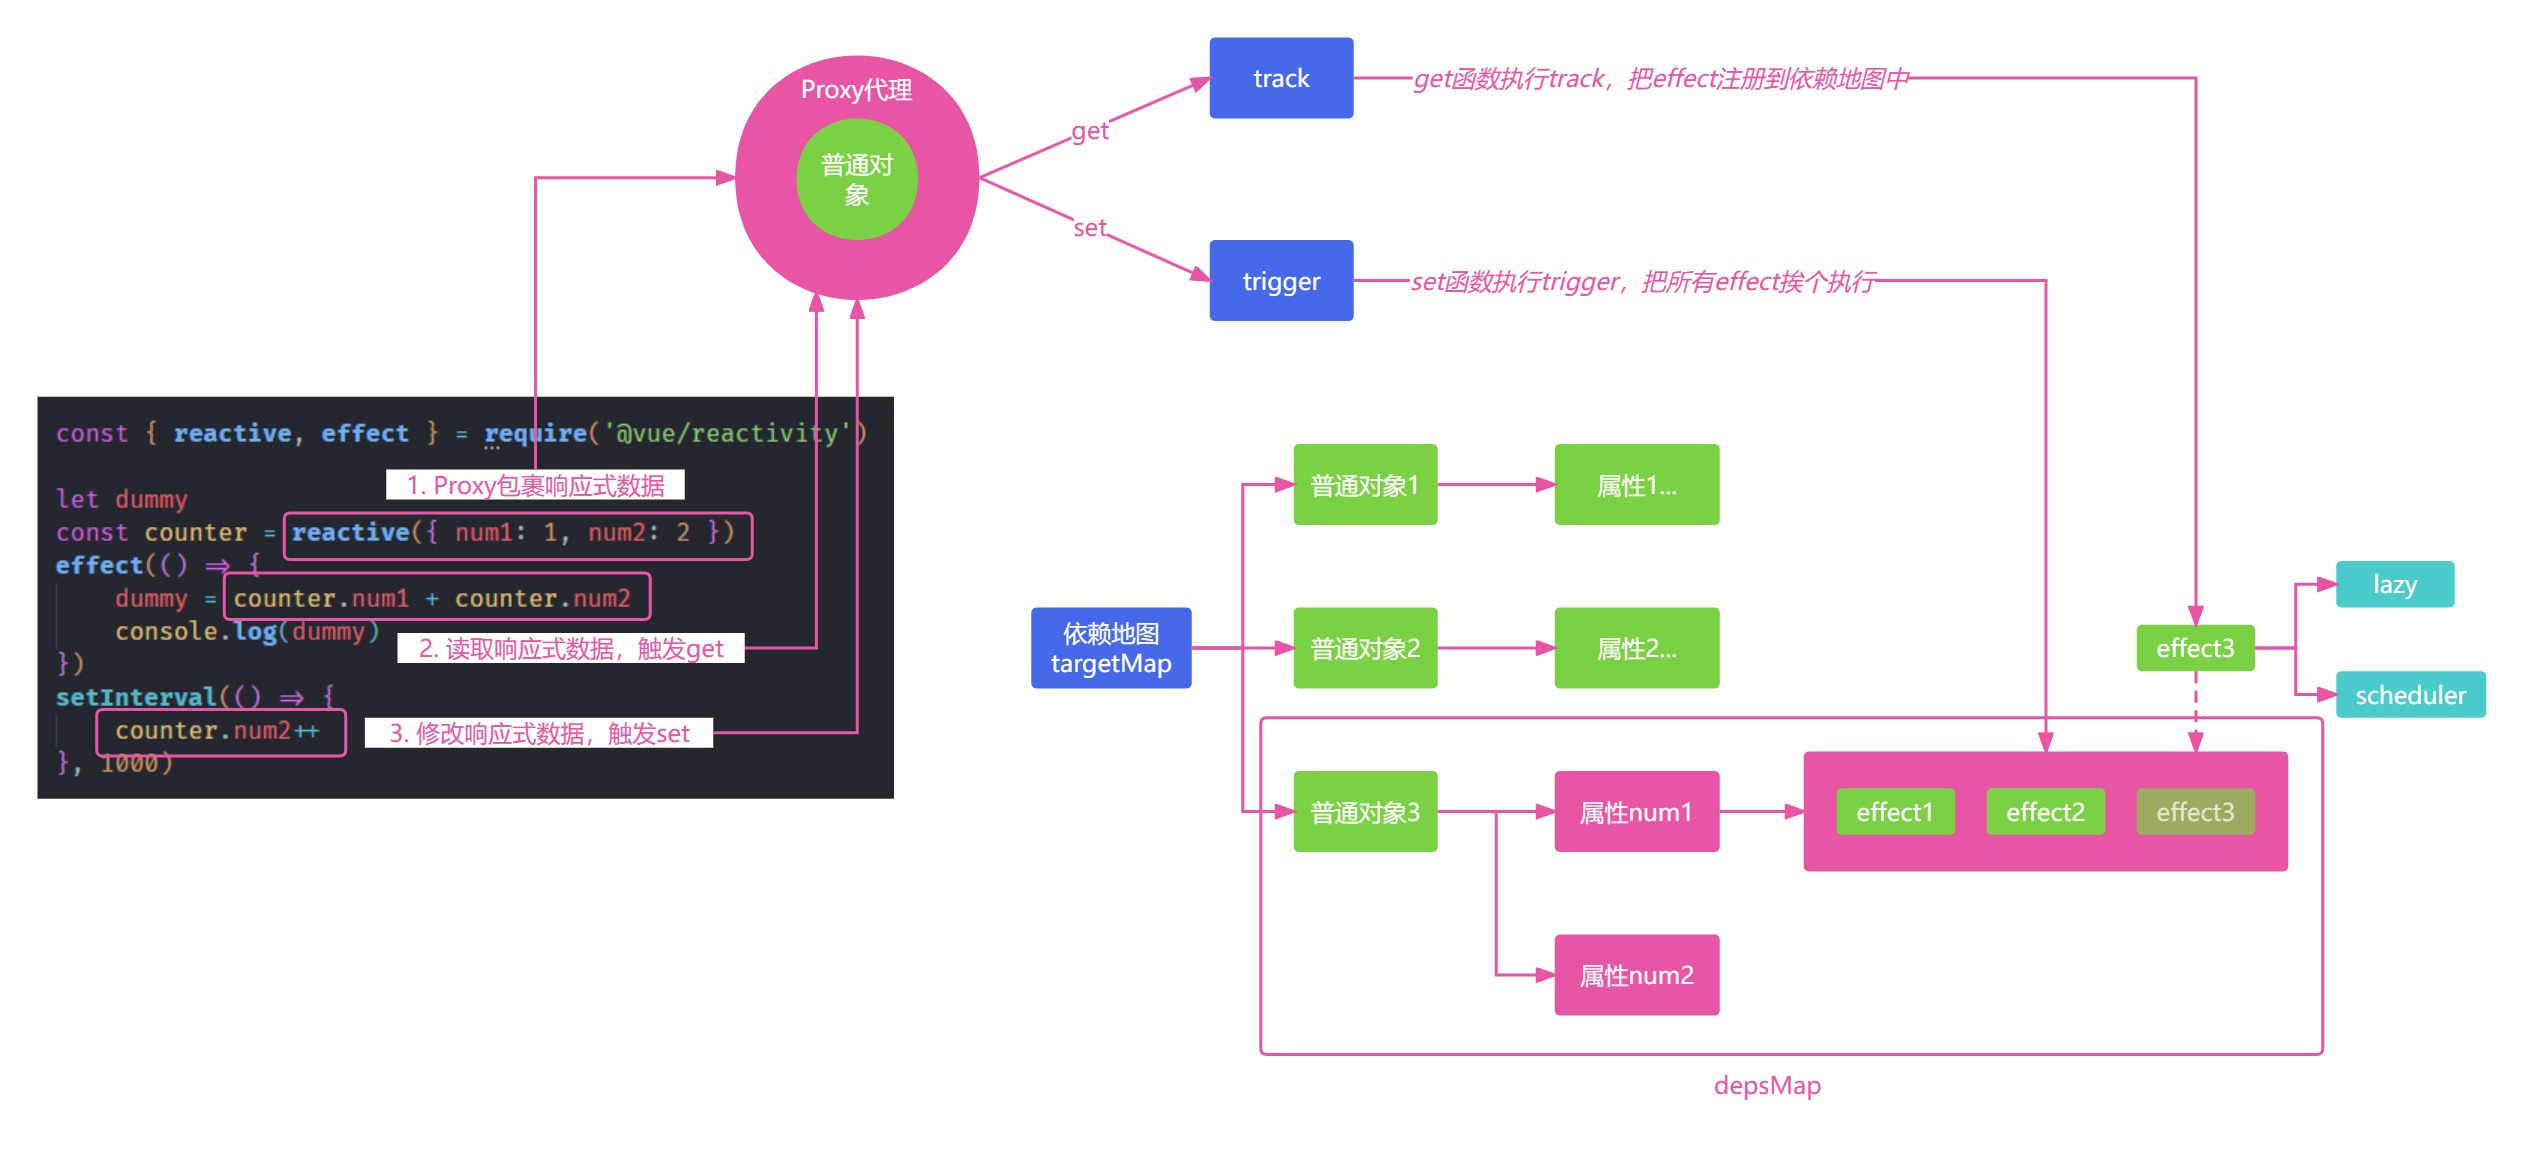 Proxy代理
普通对
象
get
set
track
get函数执行track，把effect注册到依赖地图中
trigger
set函数执行trigger，把所有effect挨个执行
const { reactive, effect } = require('@vue/reactivity')
1. Proxy包裹响应式数据
let dummy
const counter = reactive({ num1: 1, num2: 2 })
effect(() => {
dummy = counter.num1 + counter.num2
console.log(dummy)
2. 读取响应式数据，触发get
})
setInterval(() => {
counter.num2++
3. 修改响应式数据，触发set
}, 1000)
依赖地图
targetMap
普通对象1
属性1...
普通对象2
属性2...
普通对象3
属性num1
属性num2
effect1
effect2
effect3
effect3
lazy
scheduler
depsMap